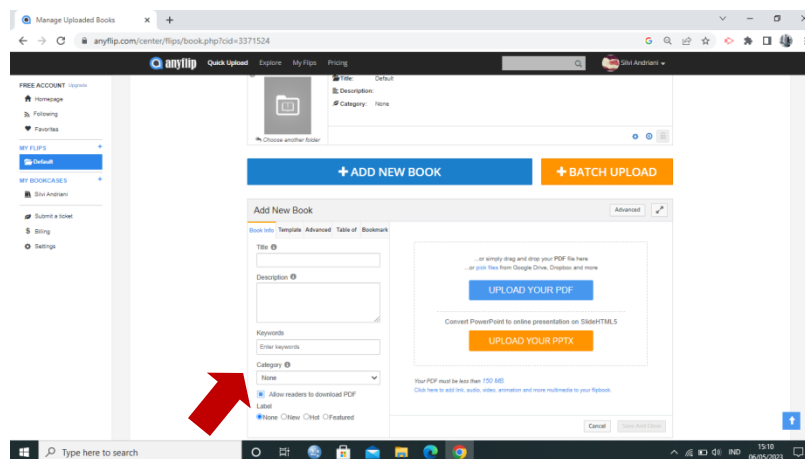 Manage Uploaded Books
anyflip.com/center/flips/book.php?cid=3371524
anyflip Quick Upload Explore My Flips Pricing
Silvi Andriani
FREE ACCOUNT Upgrade
Homepage
Following
Favorites
MY FLIPS +
Default
MY BOOKCASES +
Silvi Andriani
Submit a ticket
$ Billing
Settings
Title: Default
Description:
Category: None
Choose another folder
+ ADD NEW BOOK
+ BATCH UPLOAD
Add New Book
Advanced
Book Info Template Advanced Table of Bookmark
Title
Description
Keywords
Enter keywords
Category
None
Allow readers to download PDF
Label
None New Hot Featured
...or simply drag and drop your PDF file here
...or pick files from Google Drive, Dropbox and more
UPLOAD YOUR PDF
Convert PowerPoint to online presentation on SlideHTML5
UPLOAD YOUR PPTX
Your PDF must be less than 150 MB.
Click here to add link, audio, video, animation and more multimedia to your flipbook.
Cancel Save And Close
Type here to search
IND
15:10
06/05/2023